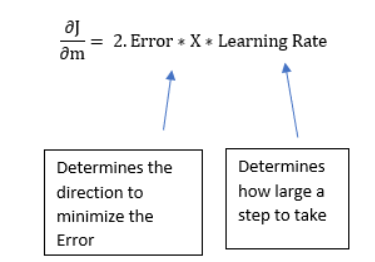 ∂J
∂m = 2. Error * X * Learning Rate
Determines the
direction to
minimize the
Error
Determines
how large a
step to take